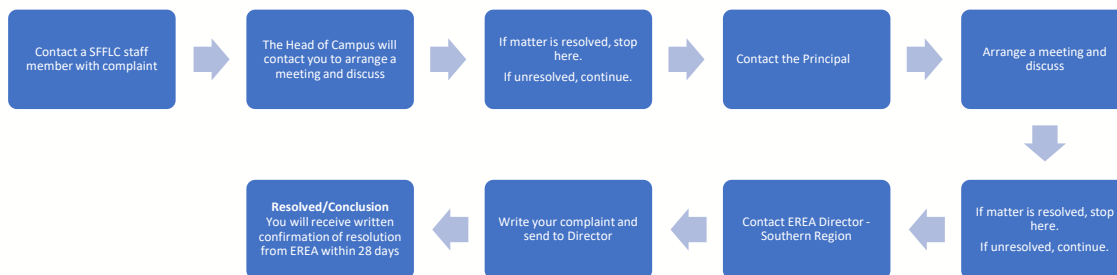 Contact a SFFLC staff
member with complaint
The Head of Campus will
contact you to arrange a
meeting and discuss
If matter is resolved, stop
here.
If unresolved, continue.
Contact the Principal
Arrange a meeting and
discuss
If matter is resolved, stop
here.
If unresolved, continue.
Contact EREA Director -
Southern Region
Write your complaint and
send to Director
Resolved/Conclusion
You will receive written
confirmation of resolution
from EREA within 28 days